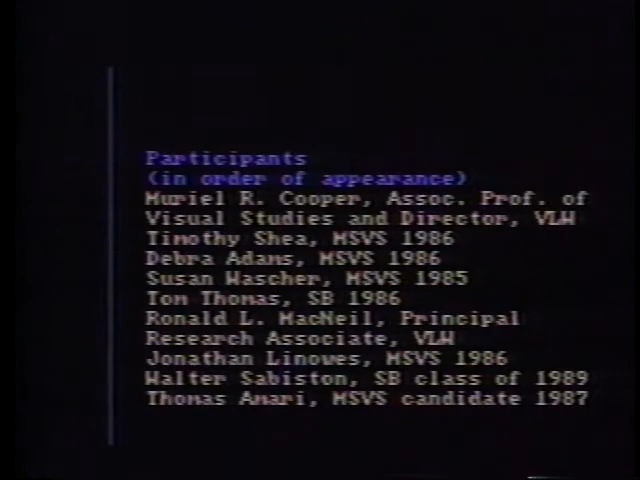 Participants
(in order of appearance)
Muriel R. Cooper, Assoc. Prof. of
Visual Studies and Director, VLW
Timothy Shea, MSVS 1986
Debra Adams, MSVS 1986
Susan Wascher, MSVS 1985
Tom Thomas, SB 1986
Ronald L. MacNeil, Principal
Research Associate, VLW
Jonathan Linowes, MSVS 1986
Walter Sabiston, SB class of 1989
Thomas Amari, MSVS candidate 1987